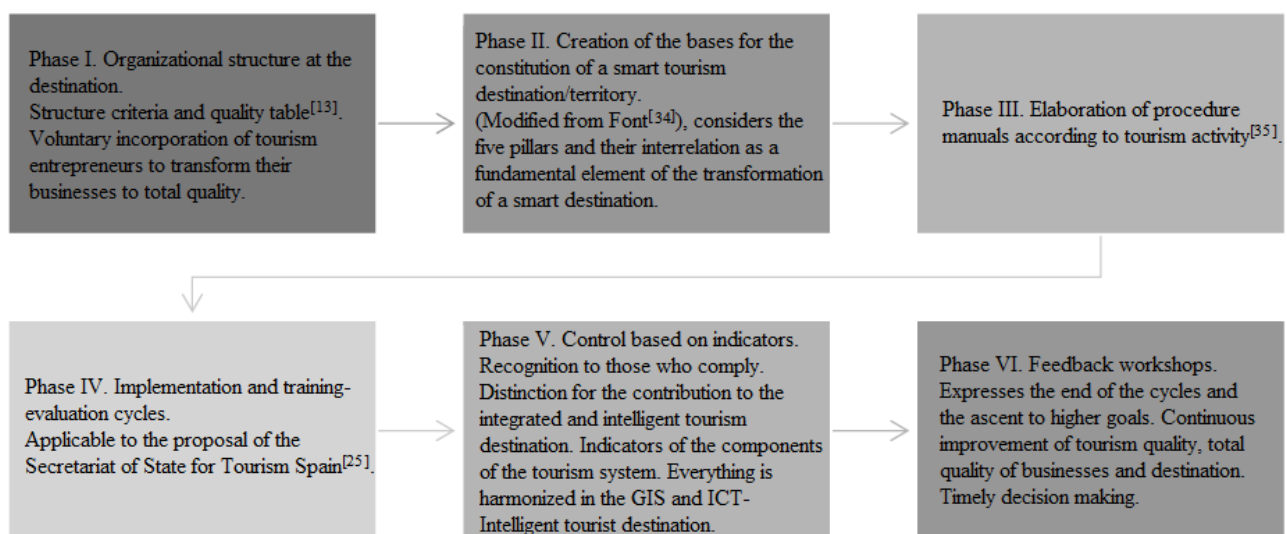 Phase I. Organizational structure at the
destination.
Structure criteria and quality table[13].
Voluntary incorporation of tourism
entrepreneurs to transform their
businesses to total quality.
Phase II. Creation of the bases for the
constitution of a smart tourism
destination/territory.
(Modified from Font[34]), considers the
five pillars and their interrelation as a
fundamental element of the transformation
of a smart destination.
Phase III. Elaboration of procedure
manuals according to tourism activity[35].
Phase IV. Implementation and training-
evaluation cycles.
Applicable to the proposal of the
Secretariat of State for Tourism Spain[25].
Phase V. Control based on indicators.
Recognition to those who comply.
Distinction for the contribution to the
integrated and intelligent tourism
destination. Indicators of the components
of the tourism system. Everything is
harmonized in the GIS and ICT-
Intelligent tourist destination.
Phase VI. Feedback workshops.
Expresses the end of the cycles and
the ascent to higher goals. Continuous
improvement of tourism quality, total
quality of businesses and destination.
Timely decision making.